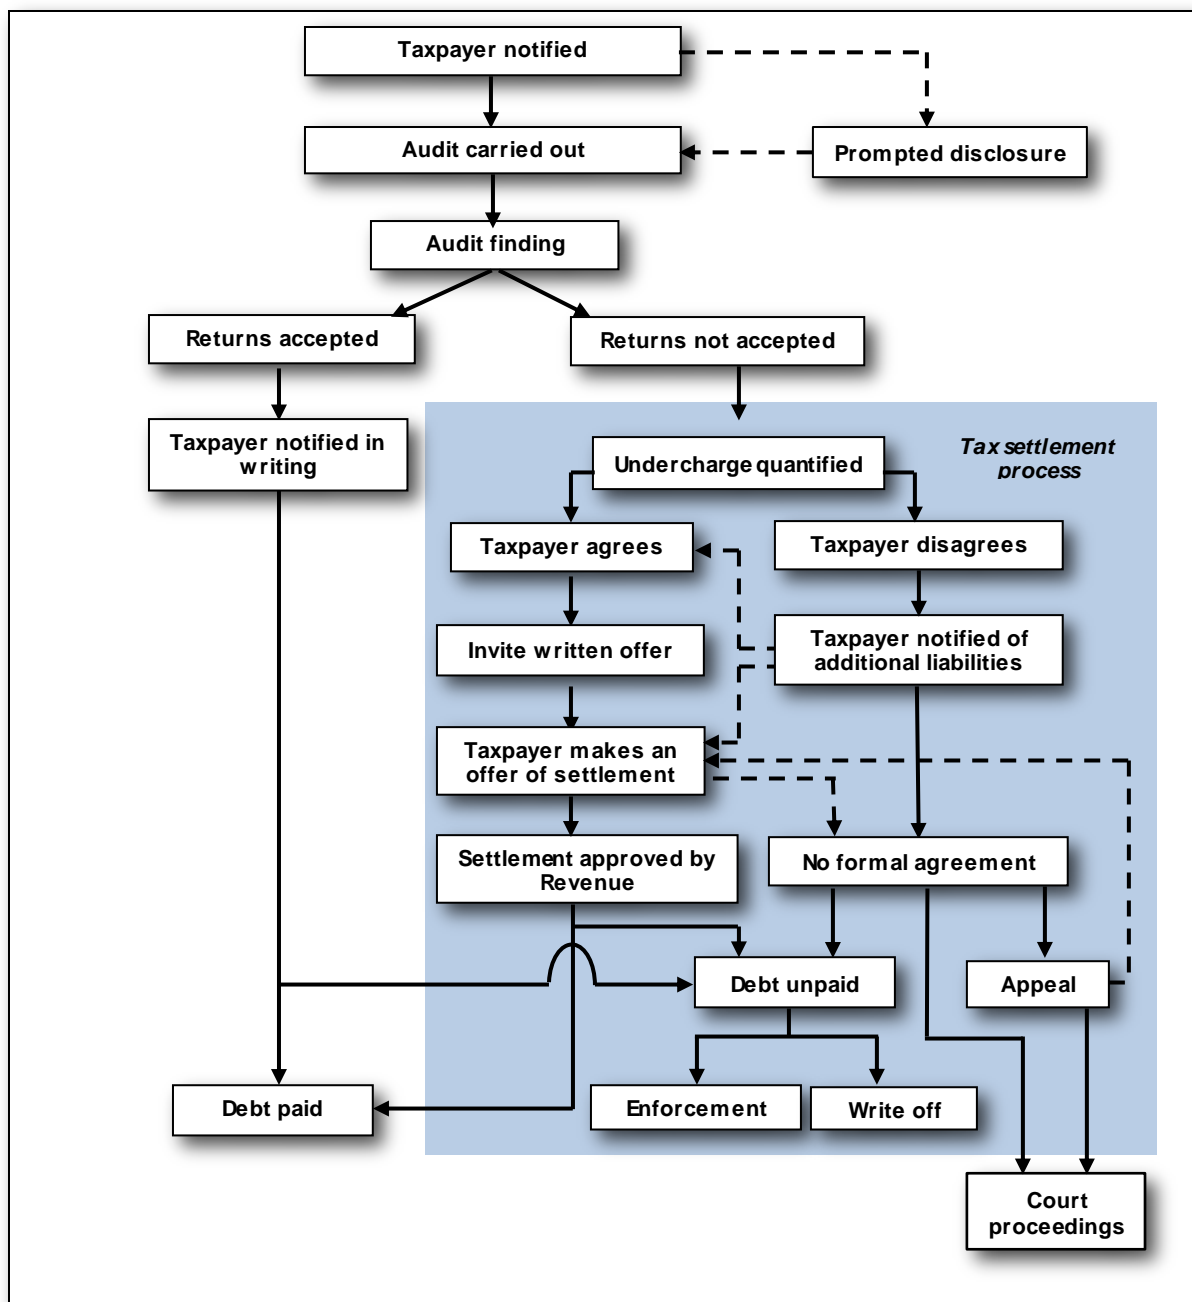 Taxpayer notified
Audit carried out
Prompted disclosure
Audit finding
Returns accepted
Returns not accepted
Taxpayer notified in
writing
Undercharge quantified
Tax settlement
process
Taxpayer agrees
Taxpayer disagrees
Invite written offer
Taxpayer notified of
additional liabilities
Taxpayer makes an
offer of settlement
Settlement approved by
Revenue
No formal agreement
Debt unpaid
Appeal
Debt paid
Enforcement
Write off
Court
proceedings